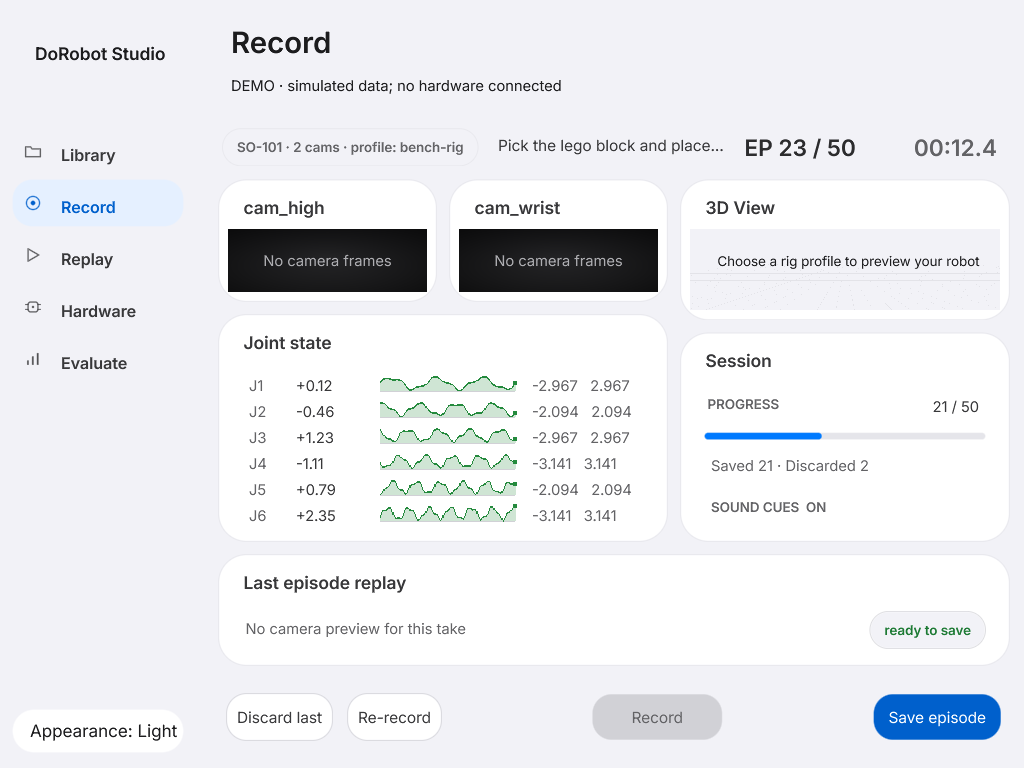 DoRobot Studio
Library
Record
Replay
Hardware
Evaluate
Appearance: Light
Record
DEMO · simulated data; no hardware connected
SO-101 · 2 cams · profile: bench-rig
Pick the lego block and place...
EP 23 / 50
00:12.4
cam_high
No camera frames
cam_wrist
No camera frames
3D View
Choose a rig profile to preview your robot
Joint state
J1 +0.12 -2.967 2.967
J2 -0.46 -2.094 2.094
J3 +1.23 -2.967 2.967
J4 -1.11 -3.141 3.141
J5 +0.79 -2.094 2.094
J6 +2.35 -3.141 3.141
Session
PROGRESS 21 / 50
Saved 21 · Discarded 2
SOUND CUES ON
Last episode replay
No camera preview for this take
ready to save
Discard last
Re-record
Record
Save episode